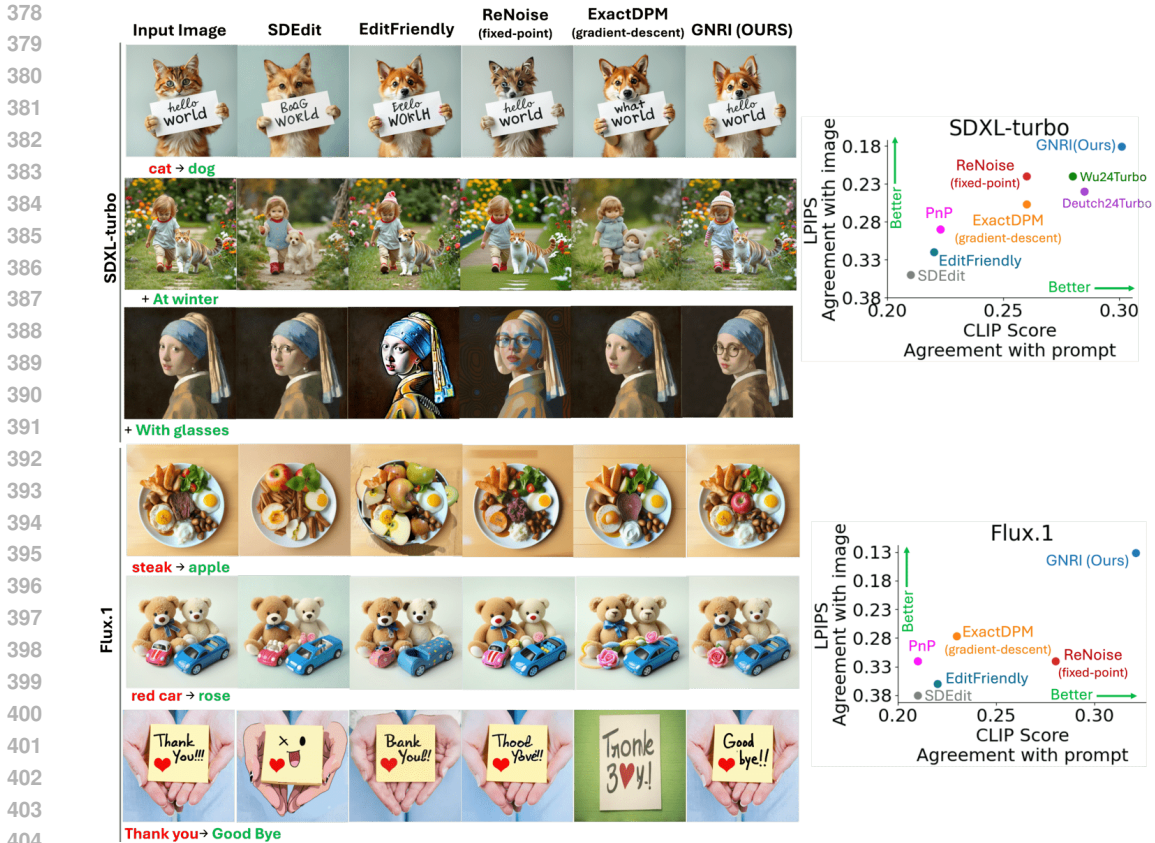 378
379
380
381
382
383
384
385
386
387
388
389
390
391
392
393
394
395
396
397
398
399
400
401
402
403
404
Input Image
SDEdit
EditFriendly
ReNoise
(fixed-point)
ExactDPM
(gradient-descent)
GNRI (OURS)
SDXL-turbo
hello
world
BaaG
WORLD
Eello
WORLH
hello
world
what
world
hello
world
cat → dog
+ At winter
+ With glasses
Flux.1
steak → apple
red car → rose
Thank
You!!!
Bank
You!!
Thood
Yove!!
Tronle
3♥y.!
Good
bye!!
Thank you→ Good Bye
SDXL-turbo
LPIPS
Agreement with image
0.18
0.23
0.28
0.33
0.38
Better
GNRI(Ours)
ReNoise
(fixed-point)
Wu24Turbo
Deutch24Turbo
PnP
ExactDPM
(gradient-descent)
EditFriendly
SDEdit
Better
0.20
0.25
0.30
CLIP Score
Agreement with prompt
Flux.1
LPIPS
Agreement with image
0.13
0.18
0.23
0.28
0.33
0.38
Better
GNRI (Ours)
ExactDPM
(gradient-descent)
PnP
ReNoise
(fixed-point)
EditFriendly
SDEdit
Better
0.20
0.25
0.30
CLIP Score
Agreement with prompt